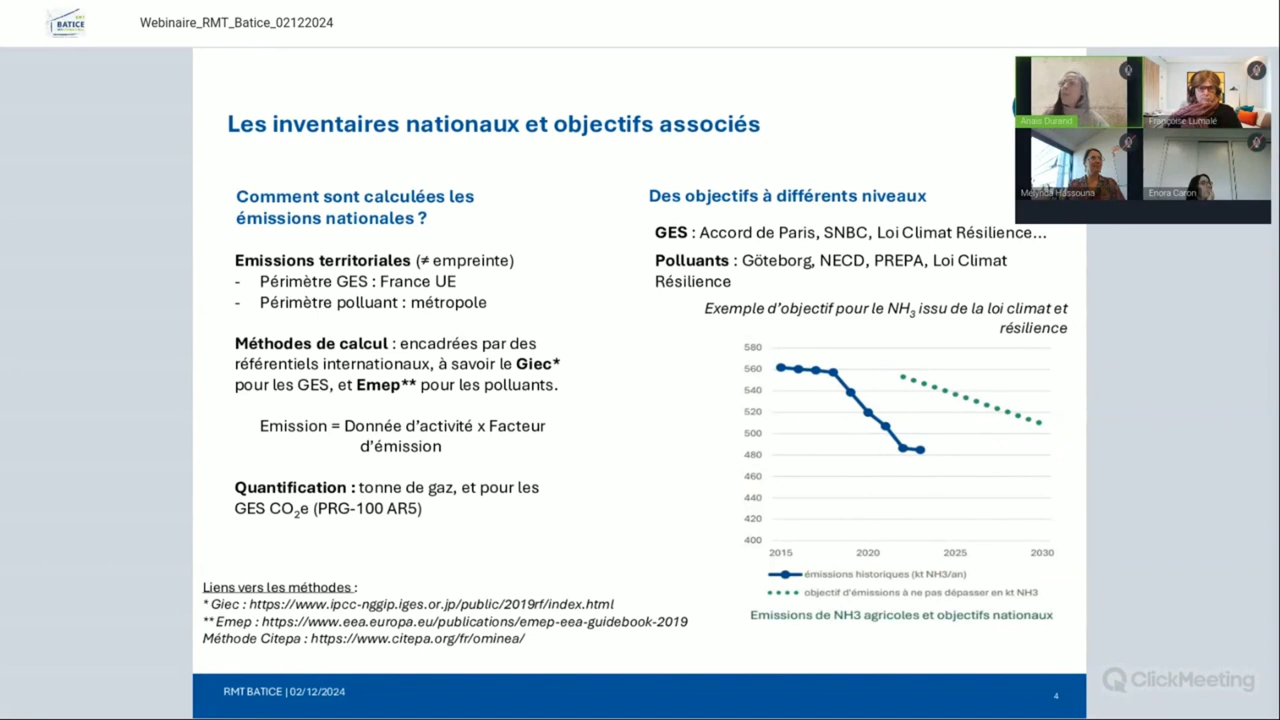 BATICE
Webinaire_RMT_Batice_02122024
Anaïs Durand
Françoise Lumalé
Melynda Hassouna
Enora Caron
Les inventaires nationaux et objectifs associés
Comment sont calculées les
émissions nationales ?
Emissions territoriales (≠ empreinte)
- Périmètre GES : France UE
- Périmètre polluant : métropole
Méthodes de calcul : encadrées par des
référentiels internationaux, à savoir le Giec*
pour les GES, et Emep** pour les polluants.
Emission = Donnée d’activité x Facteur
d’émission
Quantification : tonne de gaz, et pour les
GES CO2e (PRG-100 AR5)
Liens vers les méthodes :
* Giec : https://www.ipcc-nggip.iges.or.jp/public/2019rf/index.html
** Emep : https://www.eea.europa.eu/publications/emep-eea-guidebook-2019
Méthode Citepa : https://www.citepa.org/fr/ominea/
Des objectifs à différents niveaux
GES : Accord de Paris, SNBC, Loi Climat Résilience…
Polluants : Göteborg, NECD, PREPA, Loi Climat
Résilience
Exemple d’objectif pour le NH3 issu de la loi climat et
résilience
580
560
540
520
500
480
460
440
420
400
2015 2020 2025 2030
émissions historiques (kt NH3/an)
objectif d'émissions à ne pas dépasser en kt NH3
Emissions de NH3 agricoles et objectifs nationaux
RMT BATICE | 02/12/2024
4
ClickMeeting